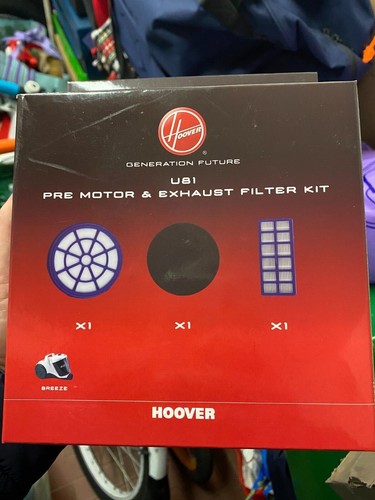 HOOVER
®
GENERATION FUTURE
U81
PRE MOTOR & EXHAUST FILTER KIT
X1 X1 X1
BREEZE
HOOVER